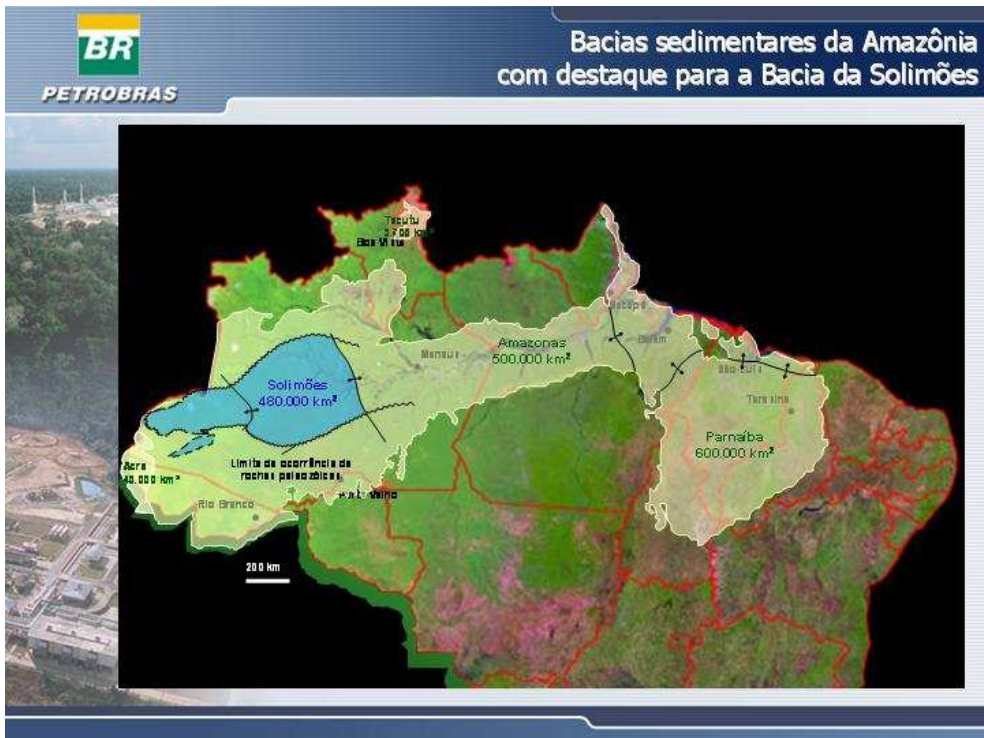 BR
PETROBRAS
Bacias sedimentares da Amazônia
com destaque para a Bacia da Solimões
Tacutu
Boa Vista
Macapá
Belém
Manaus
Amazonas
500.000 km²
São Luís
Solimões
480.000 km²
Teresina
Parnaíba
600.000 km²
Limite de ocorrência de
rochas paleozóicas
Acre
Velho
Rio Branco
200 km